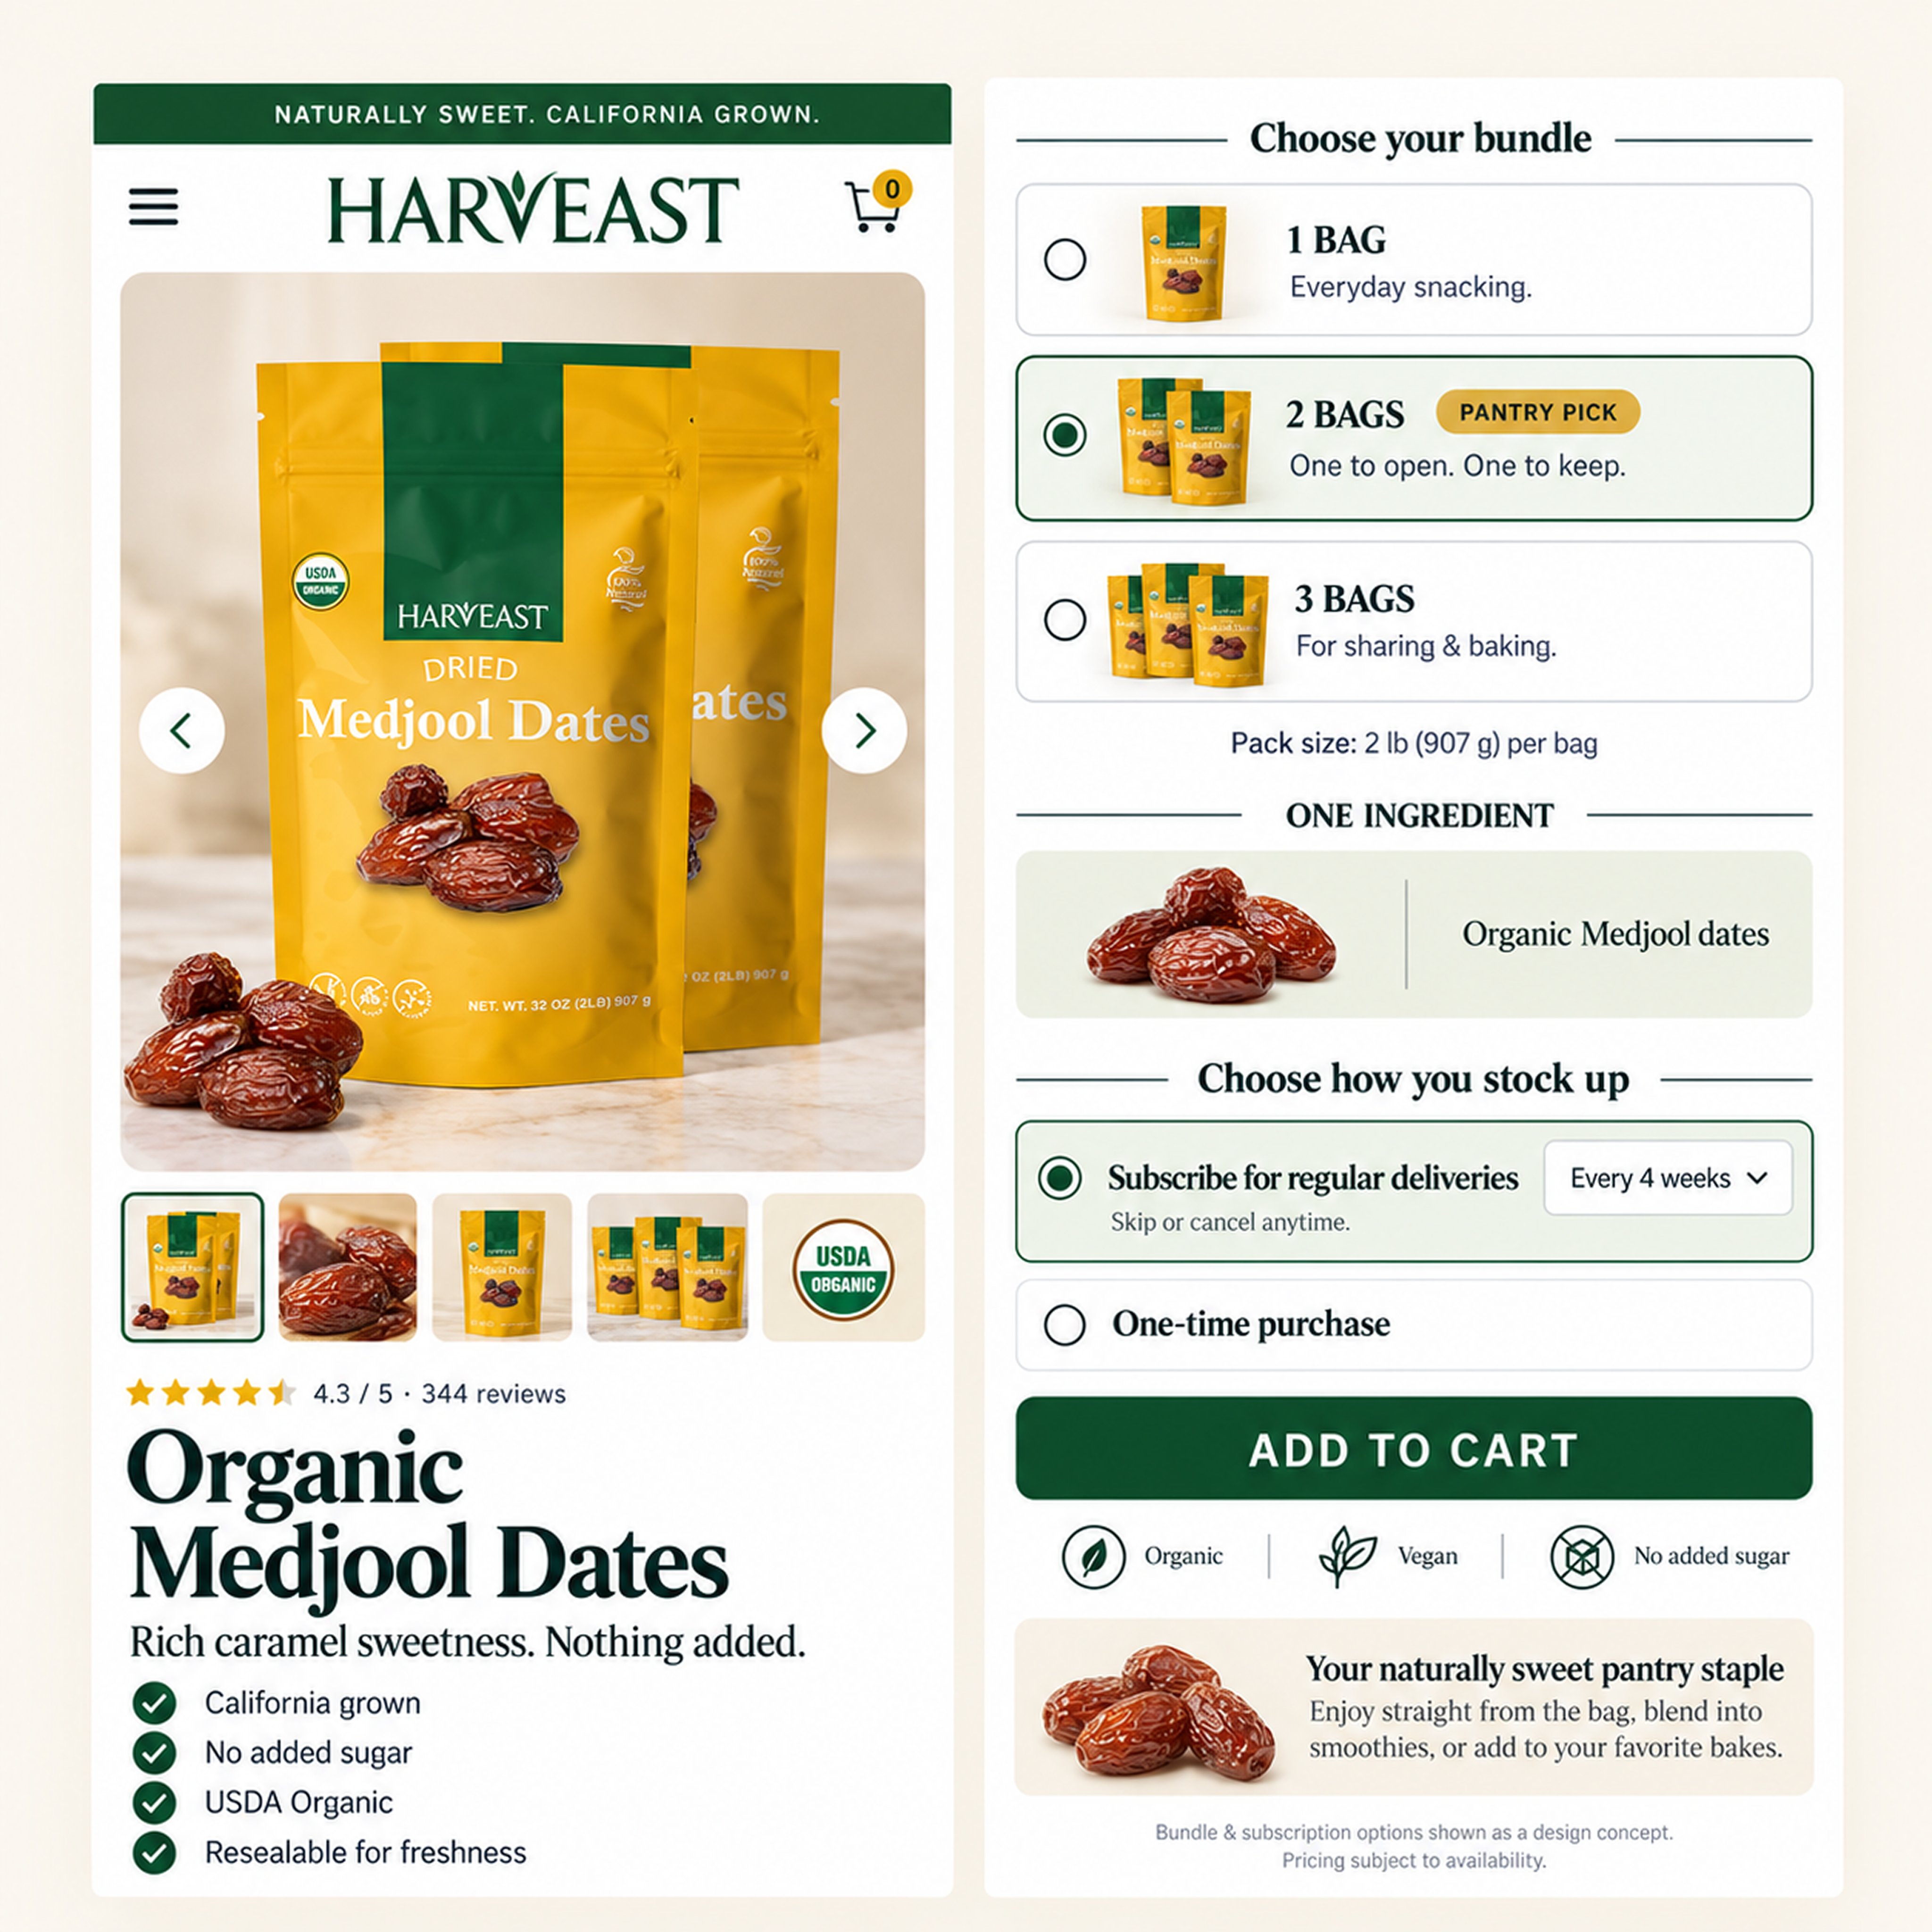 NATURALLY SWEET. CALIFORNIA GROWN.
HARVEAST
0
USDA
ORGANIC
100%
Natural
HARVEAST
DRIED
Medjool Dates
NET. WT. 32 OZ (2LB) 907 g
ates
OZ (2LB) 907 g
USDA
ORGANIC
4.3 / 5 · 344 reviews
Organic
Medjool Dates
Rich caramel sweetness. Nothing added.
California grown
No added sugar
USDA Organic
Resealable for freshness
Choose your bundle
1 BAG
Everyday snacking.
2 BAGS
PANTRY PICK
One to open. One to keep.
3 BAGS
For sharing & baking.
Pack size: 2 lb (907 g) per bag
ONE INGREDIENT
Organic Medjool dates
Choose how you stock up
Subscribe for regular deliveries
Every 4 weeks
Skip or cancel anytime.
One-time purchase
ADD TO CART
Organic
Vegan
No added sugar
Your naturally sweet pantry staple
Enjoy straight from the bag, blend into
smoothies, or add to your favorite bakes.
Bundle & subscription options shown as a design concept.
Pricing subject to availability.